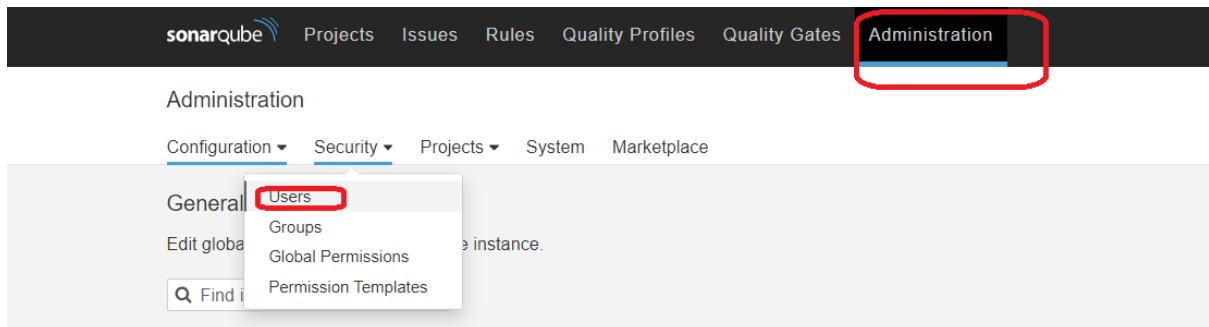 sonarqube Projects Issues Rules Quality Profiles Quality Gates Administration
Administration
Configuration Security Projects System Marketplace
General
Users
Groups
Edit globa e instance.
Global Permissions
Find i
Permission Templates